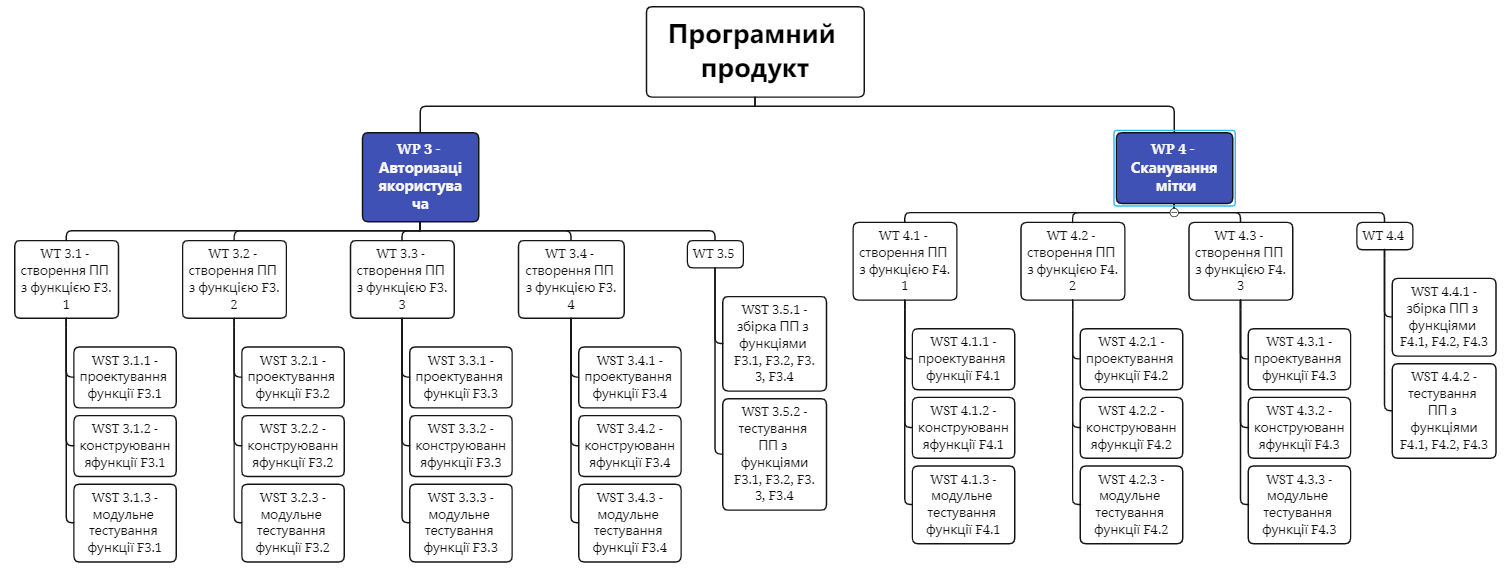 Програмний
продукт
WP 3 -
Авторизаці
якористува
ча
WT 3.1 -
створення ПП
з функцією F3.
1
WST 3.1.1 -
проектування
функції F3.1
WST 3.1.2 -
конструюванн
яфункції F3.1
WST 3.1.3 -
модульне
тестування
функції F3.1
WT 3.2 -
створення ПП
з функцією F3.
2
WST 3.2.1 -
проектування
функції F3.2
WST 3.2.2 -
конструюванн
яфункції F3.2
WST 3.2.3 -
модульне
тестування
функції F3.2
WT 3.3 -
створення ПП
з функцією F3.
3
WST 3.3.1 -
проектування
функції F3.3
WST 3.3.2 -
конструюванн
яфункції F3.3
WST 3.3.3 -
модульне
тестування
функції F3.3
WT 3.4 -
створення ПП
з функцією F3.
4
WST 3.4.1 -
проектування
функції F3.4
WST 3.4.2 -
конструюванн
яфункції F3.4
WST 3.4.3 -
модульне
тестування
функції F3.4
WT 3.5
WST 3.5.1 -
збірка ПП з
функціями
F3.1, F3.2, F3.
3, F3.4
WST 3.5.2 -
тестування
ПП з
функціями
F3.1, F3.2, F3.
3, F3.4
WP 4 -
Сканування
мітки
WT 4.1 -
створення ПП
з функцією F4.
1
WST 4.1.1 -
проектування
функції F4.1
WST 4.1.2 -
конструюванн
яфункції F4.1
WST 4.1.3 -
модульне
тестування
функції F4.1
WT 4.2 -
створення ПП
з функцією F4.
2
WST 4.2.1 -
проектування
функції F4.2
WST 4.2.2 -
конструюванн
яфункції F4.2
WST 4.2.3 -
модульне
тестування
функції F4.2
WT 4.3 -
створення ПП
з функцією F4.
3
WST 4.3.1 -
проектування
функції F4.3
WST 4.3.2 -
конструюванн
яфункції F4.3
WST 4.3.3 -
модульне
тестування
функції F4.3
WT 4.4
WST 4.4.1 -
збірка ПП з
функціями
F4.1, F4.2, F4.3
WST 4.4.2 -
тестування
ПП з
функціями
F4.1, F4.2, F4.3